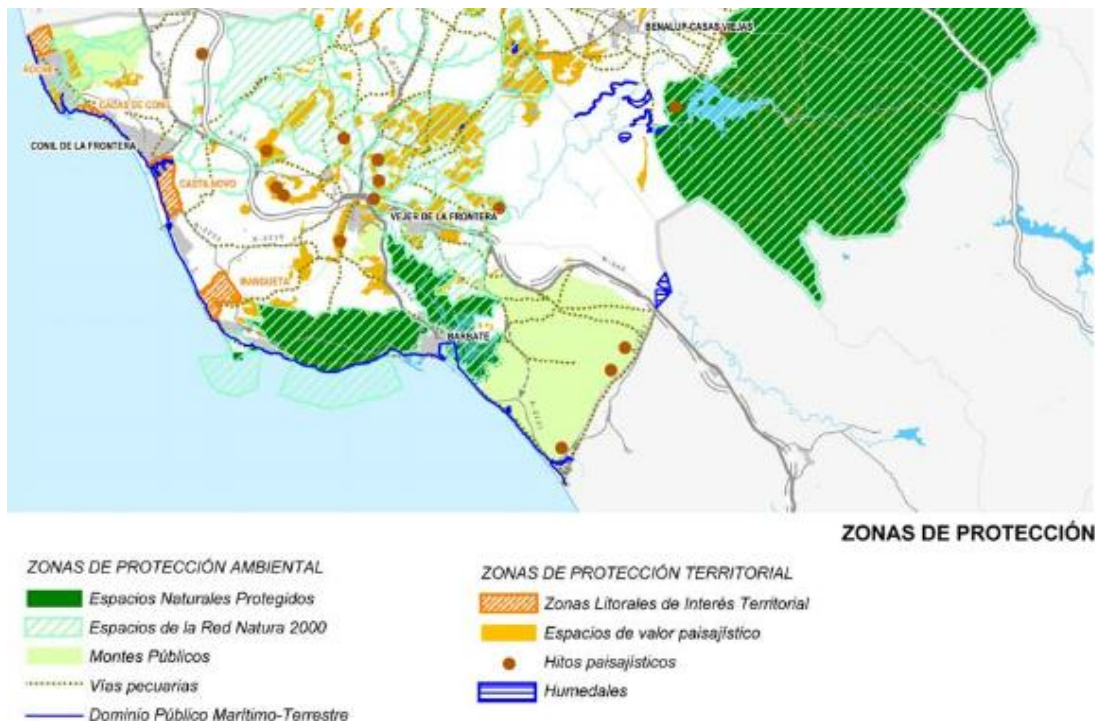 BENALUP-CASAS VIEJAS
ROCHE
CONIL DE LA FRONTERA
CASTILNOVO
VEJER DE LA FRONTERA
MANGUETA
BARBATE
ZONAS DE PROTECCIÓN
ZONAS DE PROTECCIÓN AMBIENTAL
Espacios Naturales Protegidos
Espacios de la Red Natura 2000
Montes Públicos
Vías pecuarias
Dominio Público Marítimo-Terrestre
ZONAS DE PROTECCIÓN TERRITORIAL
Zonas Litorales de Interés Territorial
Espacios de valor paisajístico
Hitos paisajísticos
Humedales